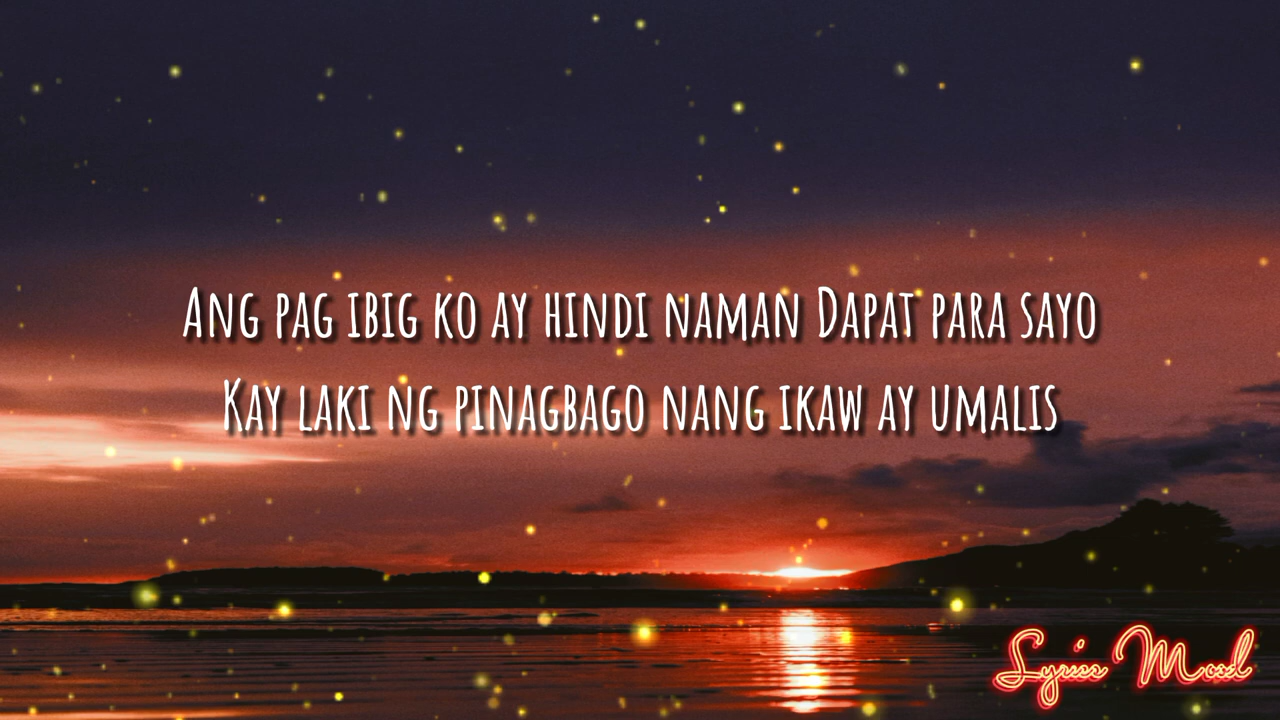 Ang pag ibig ko ay hindi naman Dapat para sayo
Kay laki ng pinagbago nang ikaw ay umalis
Lyrics Mood